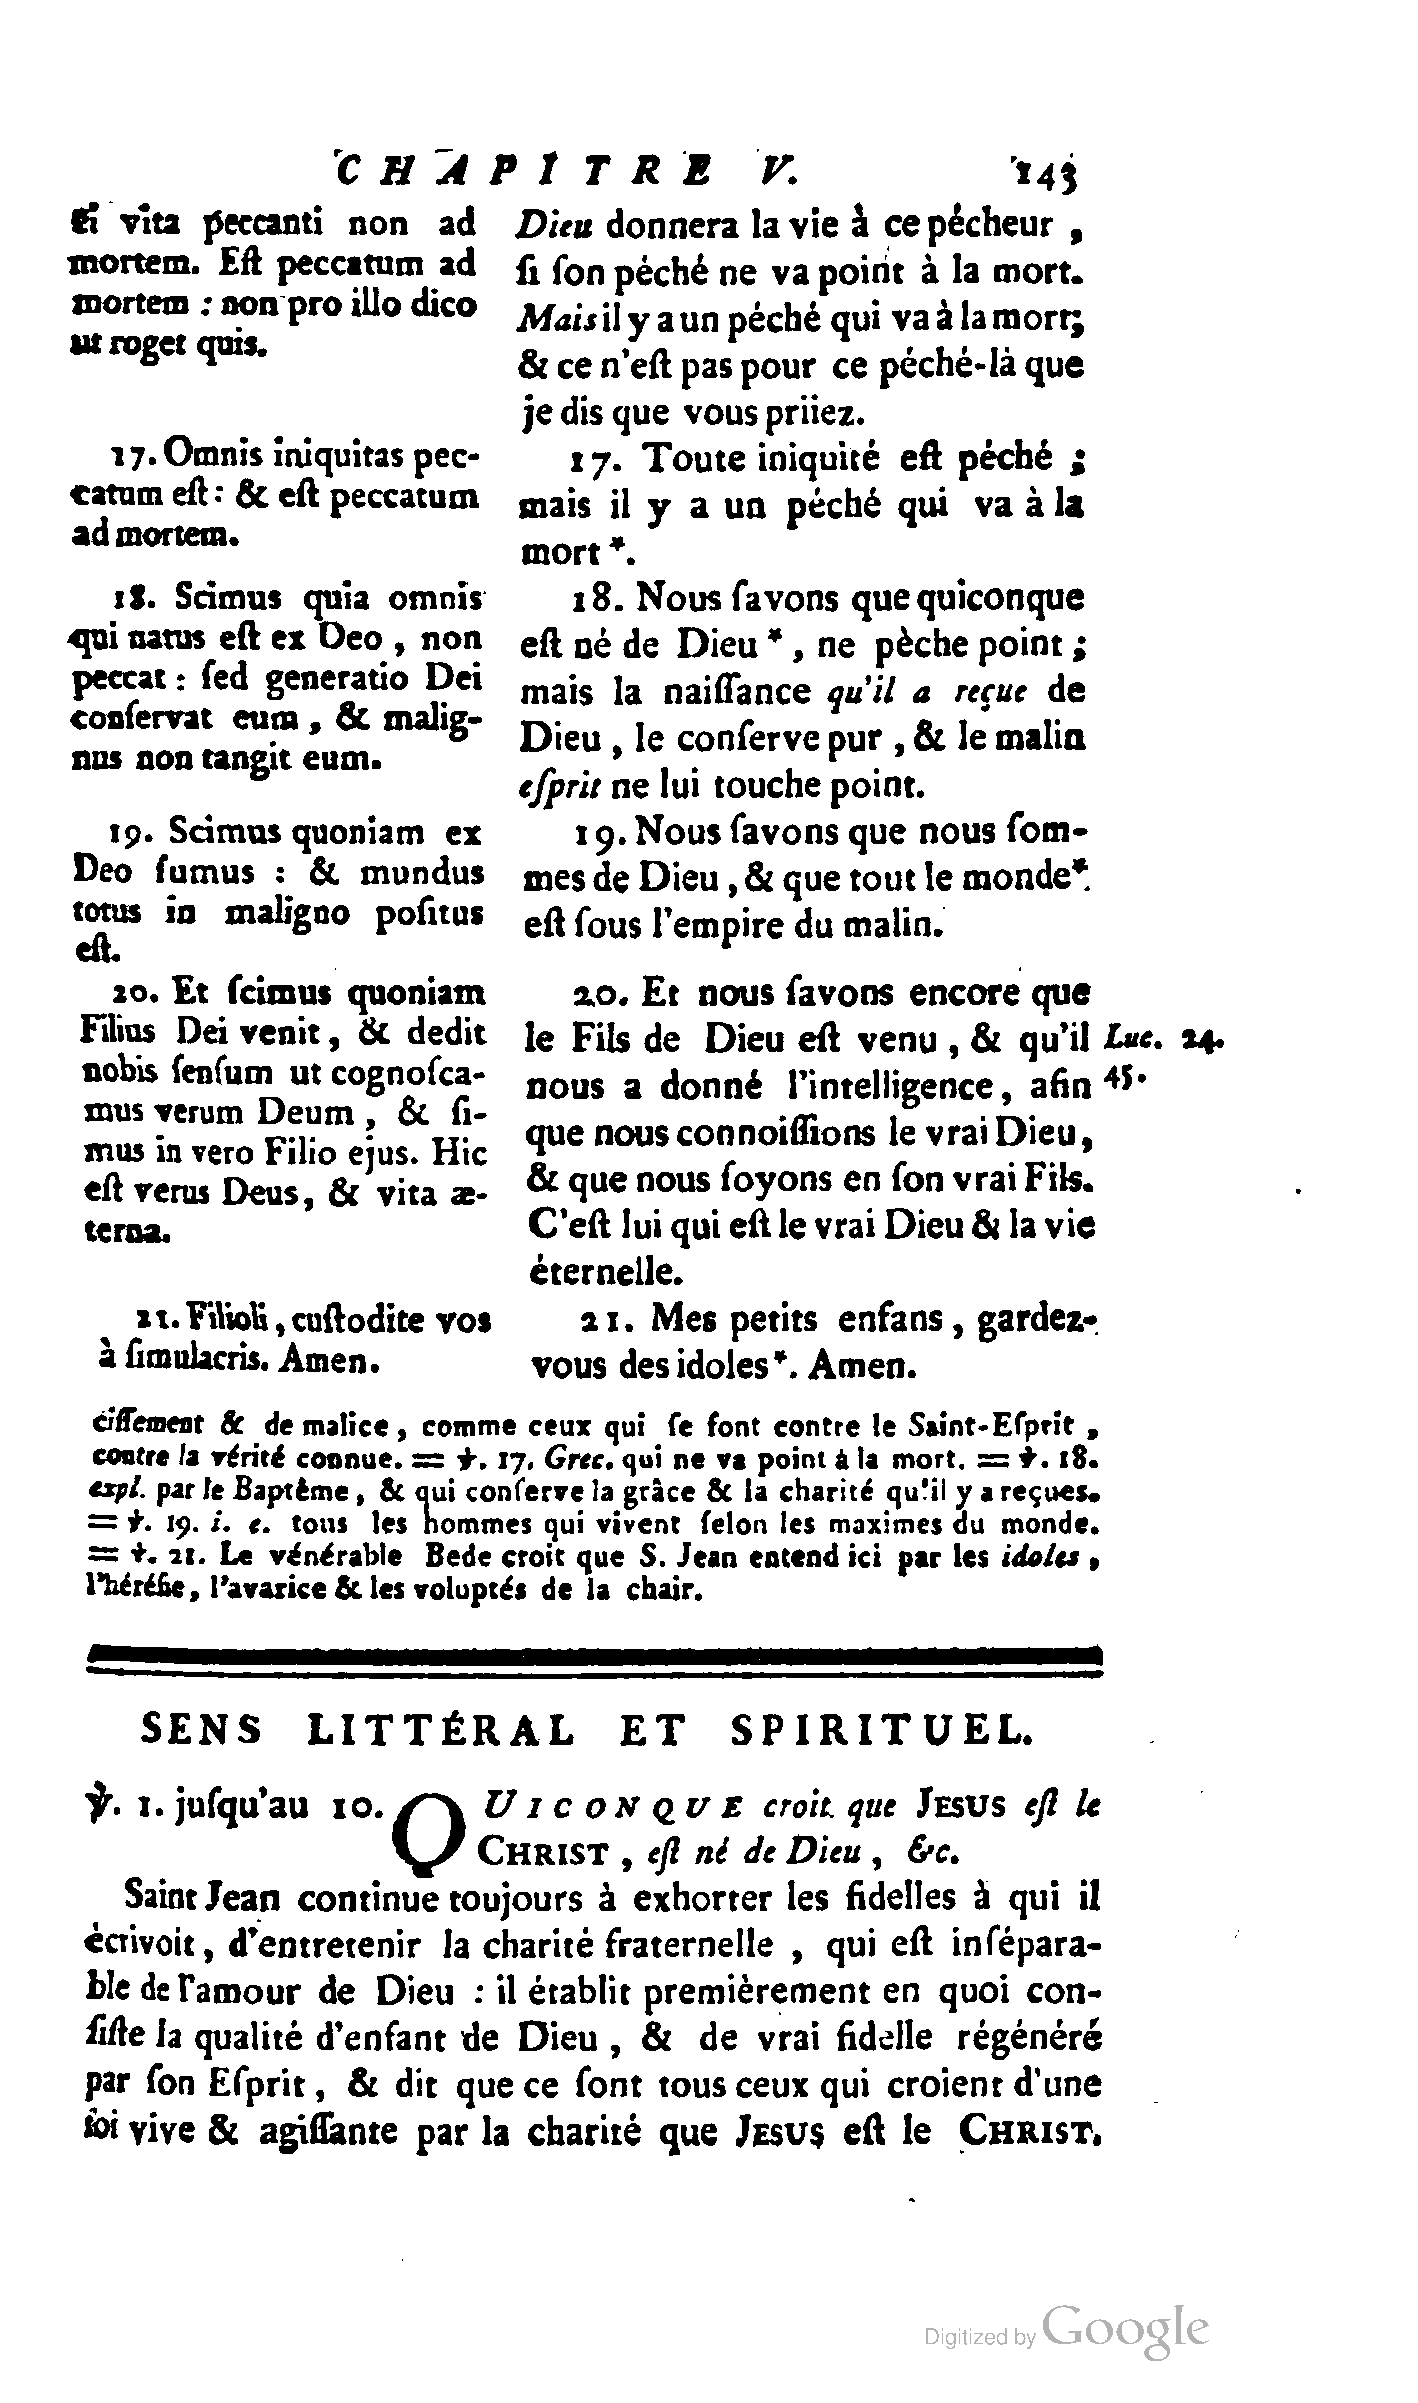 CHAPITRE V. 143
ei vita peccanti non ad
mortem. Eſt peccatum ad
mortem : non pro illo dico
ut roget quis.
17. Omnis iniquitas pec-
catum eſt : & eſt peccatum
ad mortem.
18. Scimus quia omnis
qui natus eſt ex Deo , non
peccat : ſed generatio Dei
conſervat eum , & malig-
nus non tangit eum.
19. Scimus quoniam ex
Deo ſumus : & mundus
totus in maligno poſitus
eſt.
20. Et ſcimus quoniam
Filius Dei venit , & dedit
nobis ſenſum ut cognoſca-
mus verum Deum , & ſi-
mus in vero Filio ejus. Hic
eſt verus Deus, & vita æ-
terna.
21. Filioli , cuſtodite vos
à ſimulacris. Amen.
Dieu donnera la vie à ce pécheur ,
ſi ſon péché ne va point à la mort.
Mais il y a un péché qui va à la mort;
& ce n'eſt pas pour ce péché-là que
je dis que vous priiez.
17. Toute iniquité eſt péché ;
mais il y a un péché qui va à la
mort *.
18. Nous ſavons que quiconque
eſt né de Dieu * , ne pèche point ;
mais la naiſſance qu'il a reçue de
Dieu , le conſerve pur , & le malin
eſprit ne lui touche point.
19. Nous ſavons que nous ſom-
mes de Dieu , & que tout le monde *
eſt ſous l'empire du malin.
20. Et nous ſavons encore que
le Fils de Dieu eſt venu , & qu'il
nous a donné l'intelligence, afin
que nous connoiſſions le vrai Dieu,
& que nous ſoyons en ſon vrai Fils.
C'eſt lui qui eſt le vrai Dieu & la vie
éternelle.
21. Mes petits enfans , gardez-
vous des idoles *. Amen.
Luc. 24.
45.
ciſſement & de malice , comme ceux qui ſe font contre le Saint-Eſprit ,
contre la vérité connue. = ℣. 17. Grec. qui ne va point à la mort. = ℣. 18.
expl. par le Baptême , & qui conſerve la grâce & la charité qu'il y a reçues.
= ℣. 19. i. e. tous les hommes qui vivent ſelon les maximes du monde.
= ℣. 21. Le vénérable Bede croit que S. Jean entend ici par les idoles ,
l'héréſie , l'avarice & les voluptés de la chair.
SENS LITTÉRAL ET SPIRITUEL.
℣. 1. juſqu'au 10. QUICONQUE croit que JESUS eſt le
CHRIST , eſt né de Dieu , &c.
Saint Jean continue toujours à exhorter les fidelles à qui il
écrivoit , d'entretenir la charité fraternelle , qui eſt inſépara-
ble de l'amour de Dieu : il établit premièrement en quoi con-
ſiſte la qualité d'enfant de Dieu , & de vrai fidelle régénéré
par ſon Eſprit , & dit que ce ſont tous ceux qui croient d'une
foi vive & agiſſante par la charité que JESUS eſt le CHRIST.
Digitized by Google